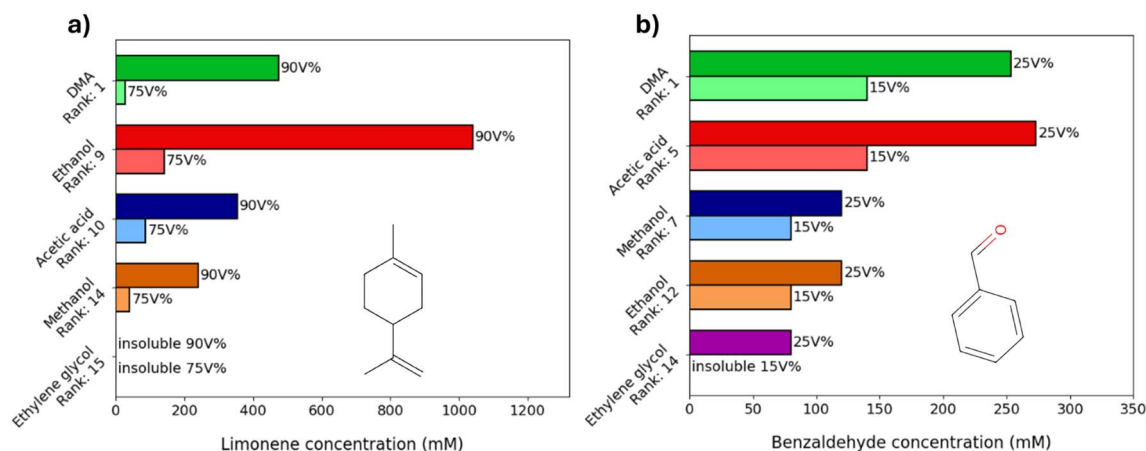 a)
DMA
Rank: 1
90V%
75V%
Ethanol
Rank: 9
90V%
75V%
Acetic acid
Rank: 10
90V%
75V%
Methanol
Rank: 14
90V%
75V%
Ethylene glycol
Rank: 15
insoluble 90V%
insoluble 75V%
0 200 400 600 800 1000 1200
Limonene concentration (mM)
b)
DMA
Rank: 1
25V%
15V%
Acetic acid
Rank: 5
25V%
15V%
Methanol
Rank: 7
25V%
15V%
Ethanol
Rank: 12
25V%
15V%
Ethylene glycol
Rank: 14
25V%
insoluble 15V%
O
0 50 100 150 200 250 300 350
Benzaldehyde concentration (mM)